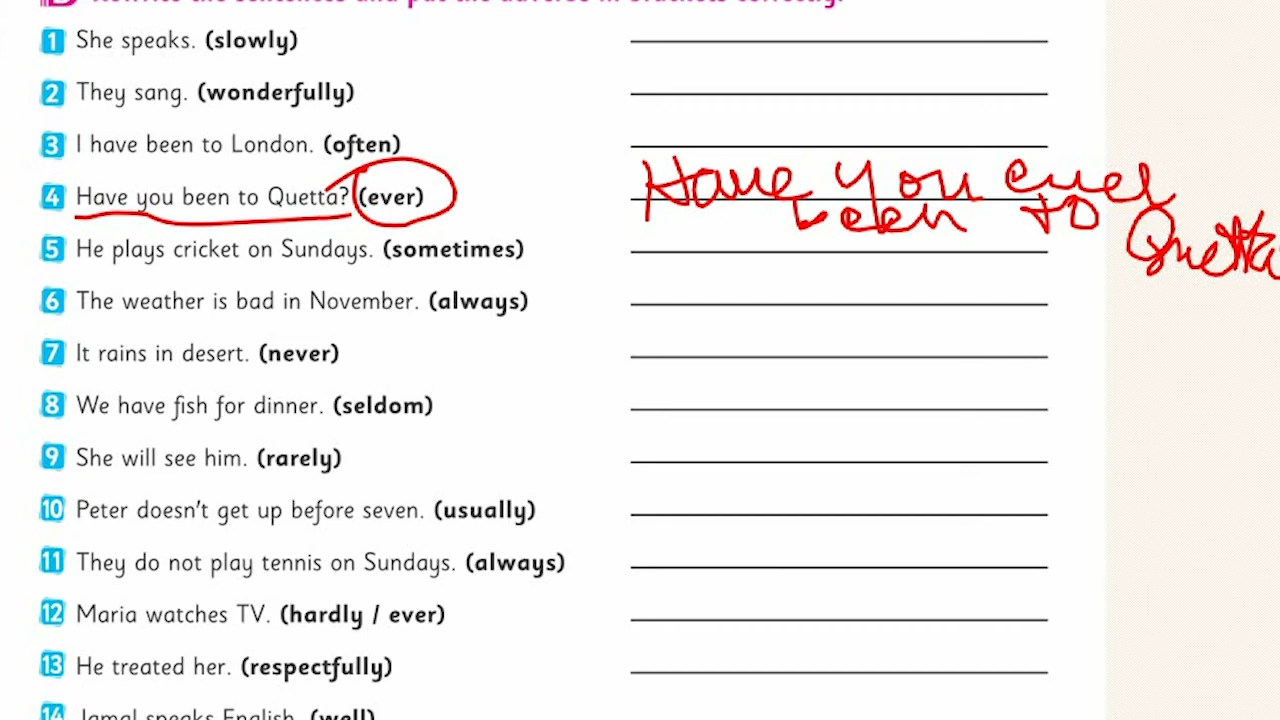 Rewrite the sentences and put the adverbs in brackets correctly.
1 She speaks. (slowly)
2 They sang. (wonderfully)
3 I have been to London. (often)
4 Have you been to Quetta? (ever)
Have you ever
been to Quetta
5 He plays cricket on Sundays. (sometimes)
6 The weather is bad in November. (always)
7 It rains in desert. (never)
8 We have fish for dinner. (seldom)
9 She will see him. (rarely)
10 Peter doesn't get up before seven. (usually)
11 They do not play tennis on Sundays. (always)
12 Maria watches TV. (hardly / ever)
13 He treated her. (respectfully)
14 Jamal speaks English. (well)